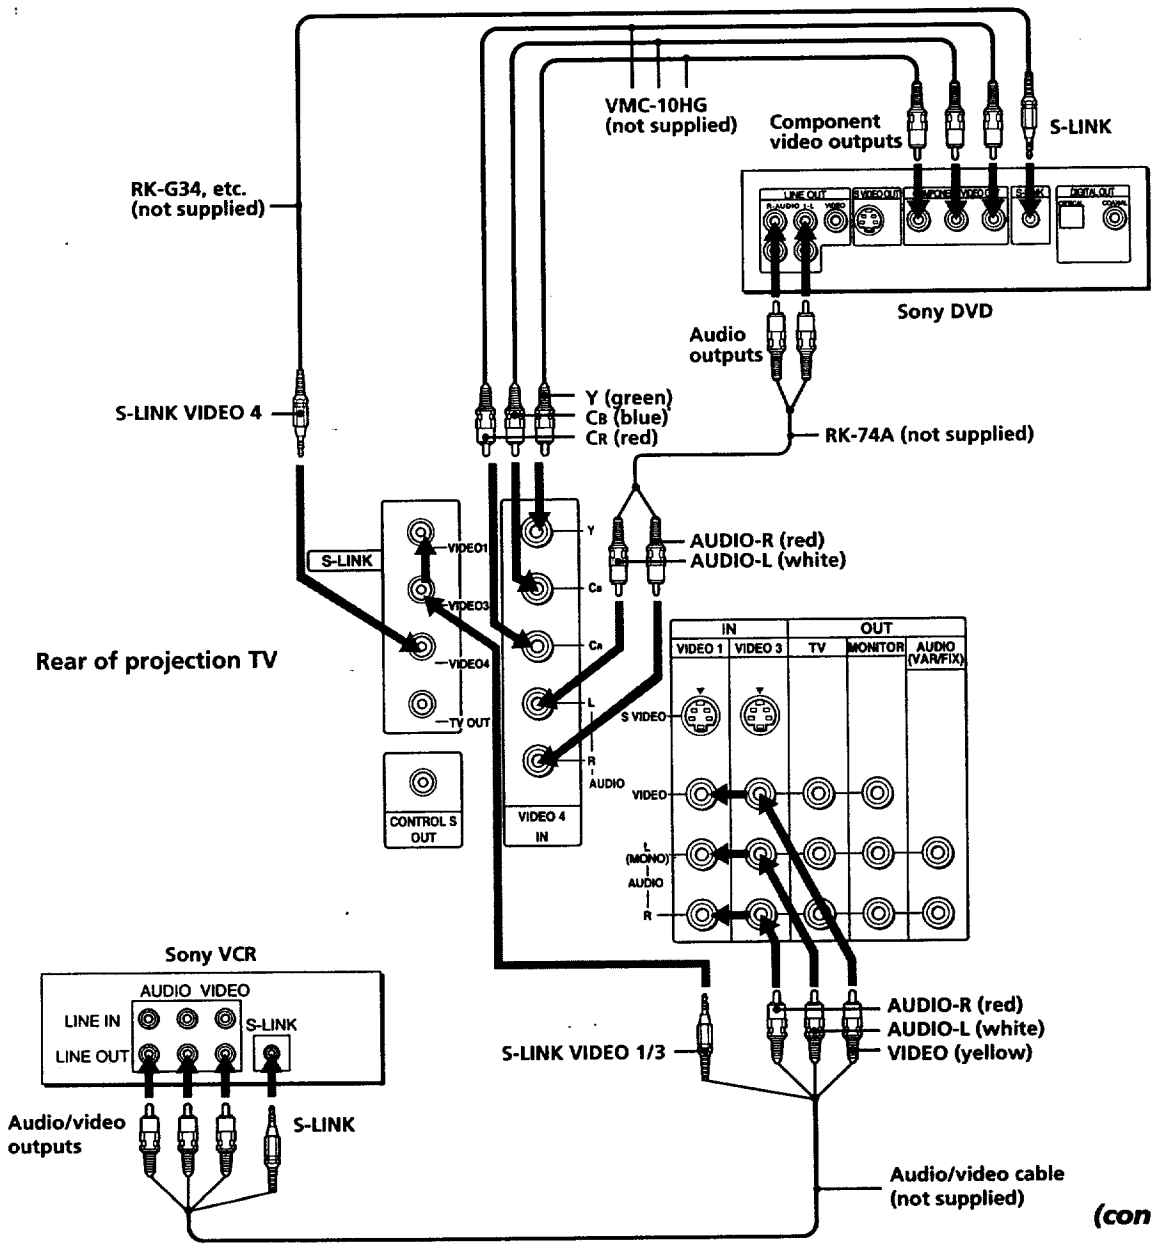 VMC-10HG
(not supplied)
Component
video outputs
S-LINK
RK-G34, etc.
(not supplied)
LINE OUT
S VIDEO OUT
COMPONENT VIDEO OUT
S-LINK
DIGITAL OUT
R-AUDIO-L
VIDEO
OPTICAL
COAXIAL
Sony DVD
Audio
outputs
S-LINK VIDEO 4
Y (green)
CB (blue)
CR (red)
RK-74A (not supplied)
AUDIO-R (red)
AUDIO-L (white)
S-LINK
VIDEO1
VIDEO3
VIDEO4
TV OUT
Y
CB
CR
L
R
AUDIO
VIDEO 4
IN
CONTROL S
OUT
Rear of projection TV
IN
OUT
VIDEO 1
VIDEO 3
TV
MONITOR
AUDIO
(VAR/FIX)
S VIDEO
VIDEO
L
(MONO)
AUDIO
R
Sony VCR
AUDIO VIDEO
LINE IN
S-LINK
LINE OUT
AUDIO-R (red)
AUDIO-L (white)
VIDEO (yellow)
S-LINK VIDEO 1/3
Audio/video
outputs
S-LINK
Audio/video cable
(not supplied)
(con